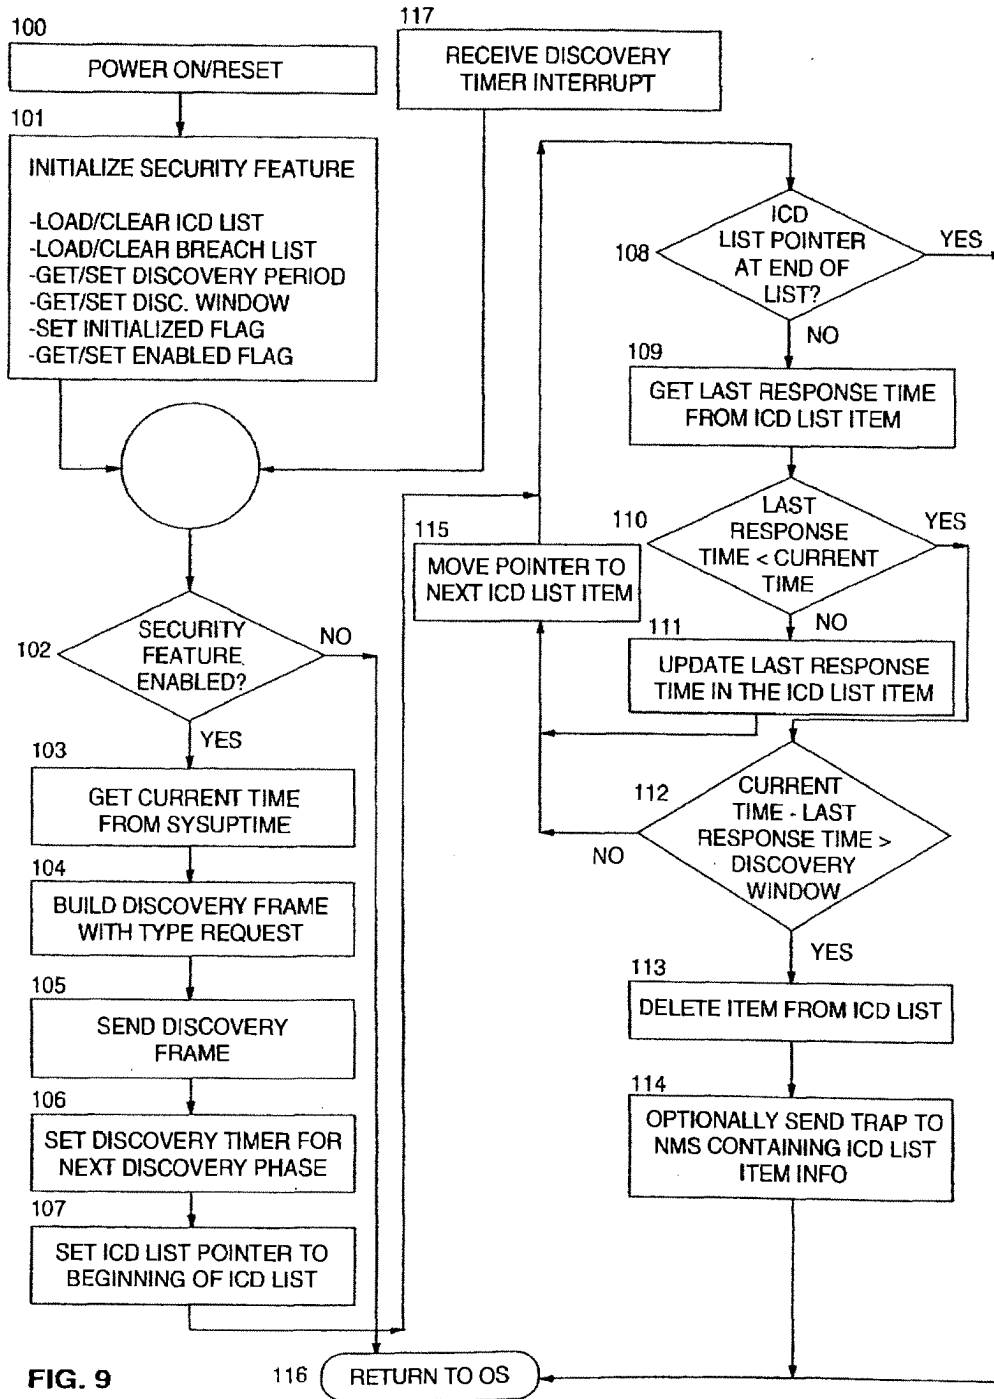 100
POWER ON/RESET
101
INITIALIZE SECURITY FEATURE
-LOAD/CLEAR ICD LIST
-LOAD/CLEAR BREACH LIST
-GET/SET DISCOVERY PERIOD
-GET/SET DISC. WINDOW
-SET INITIALIZED FLAG
-GET/SET ENABLED FLAG
117
RECEIVE DISCOVERY
TIMER INTERRUPT
102
SECURITY
FEATURE
ENABLED?
NO
YES
103
GET CURRENT TIME
FROM SYSUPTIME
104
BUILD DISCOVERY FRAME
WITH TYPE REQUEST
105
SEND DISCOVERY
FRAME
106
SET DISCOVERY TIMER FOR
NEXT DISCOVERY PHASE
107
SET ICD LIST POINTER TO
BEGINNING OF ICD LIST
108
ICD
LIST POINTER
AT END OF
LIST?
YES
NO
109
GET LAST RESPONSE TIME
FROM ICD LIST ITEM
110
LAST
RESPONSE
TIME < CURRENT
TIME
YES
NO
115
MOVE POINTER TO
NEXT ICD LIST ITEM
111
UPDATE LAST RESPONSE
TIME IN THE ICD LIST ITEM
112
CURRENT
TIME - LAST
RESPONSE TIME >
DISCOVERY
WINDOW
NO
YES
113
DELETE ITEM FROM ICD LIST
114
OPTIONALLY SEND TRAP TO
NMS CONTAINING ICD LIST
ITEM INFO
116
RETURN TO OS
FIG. 9